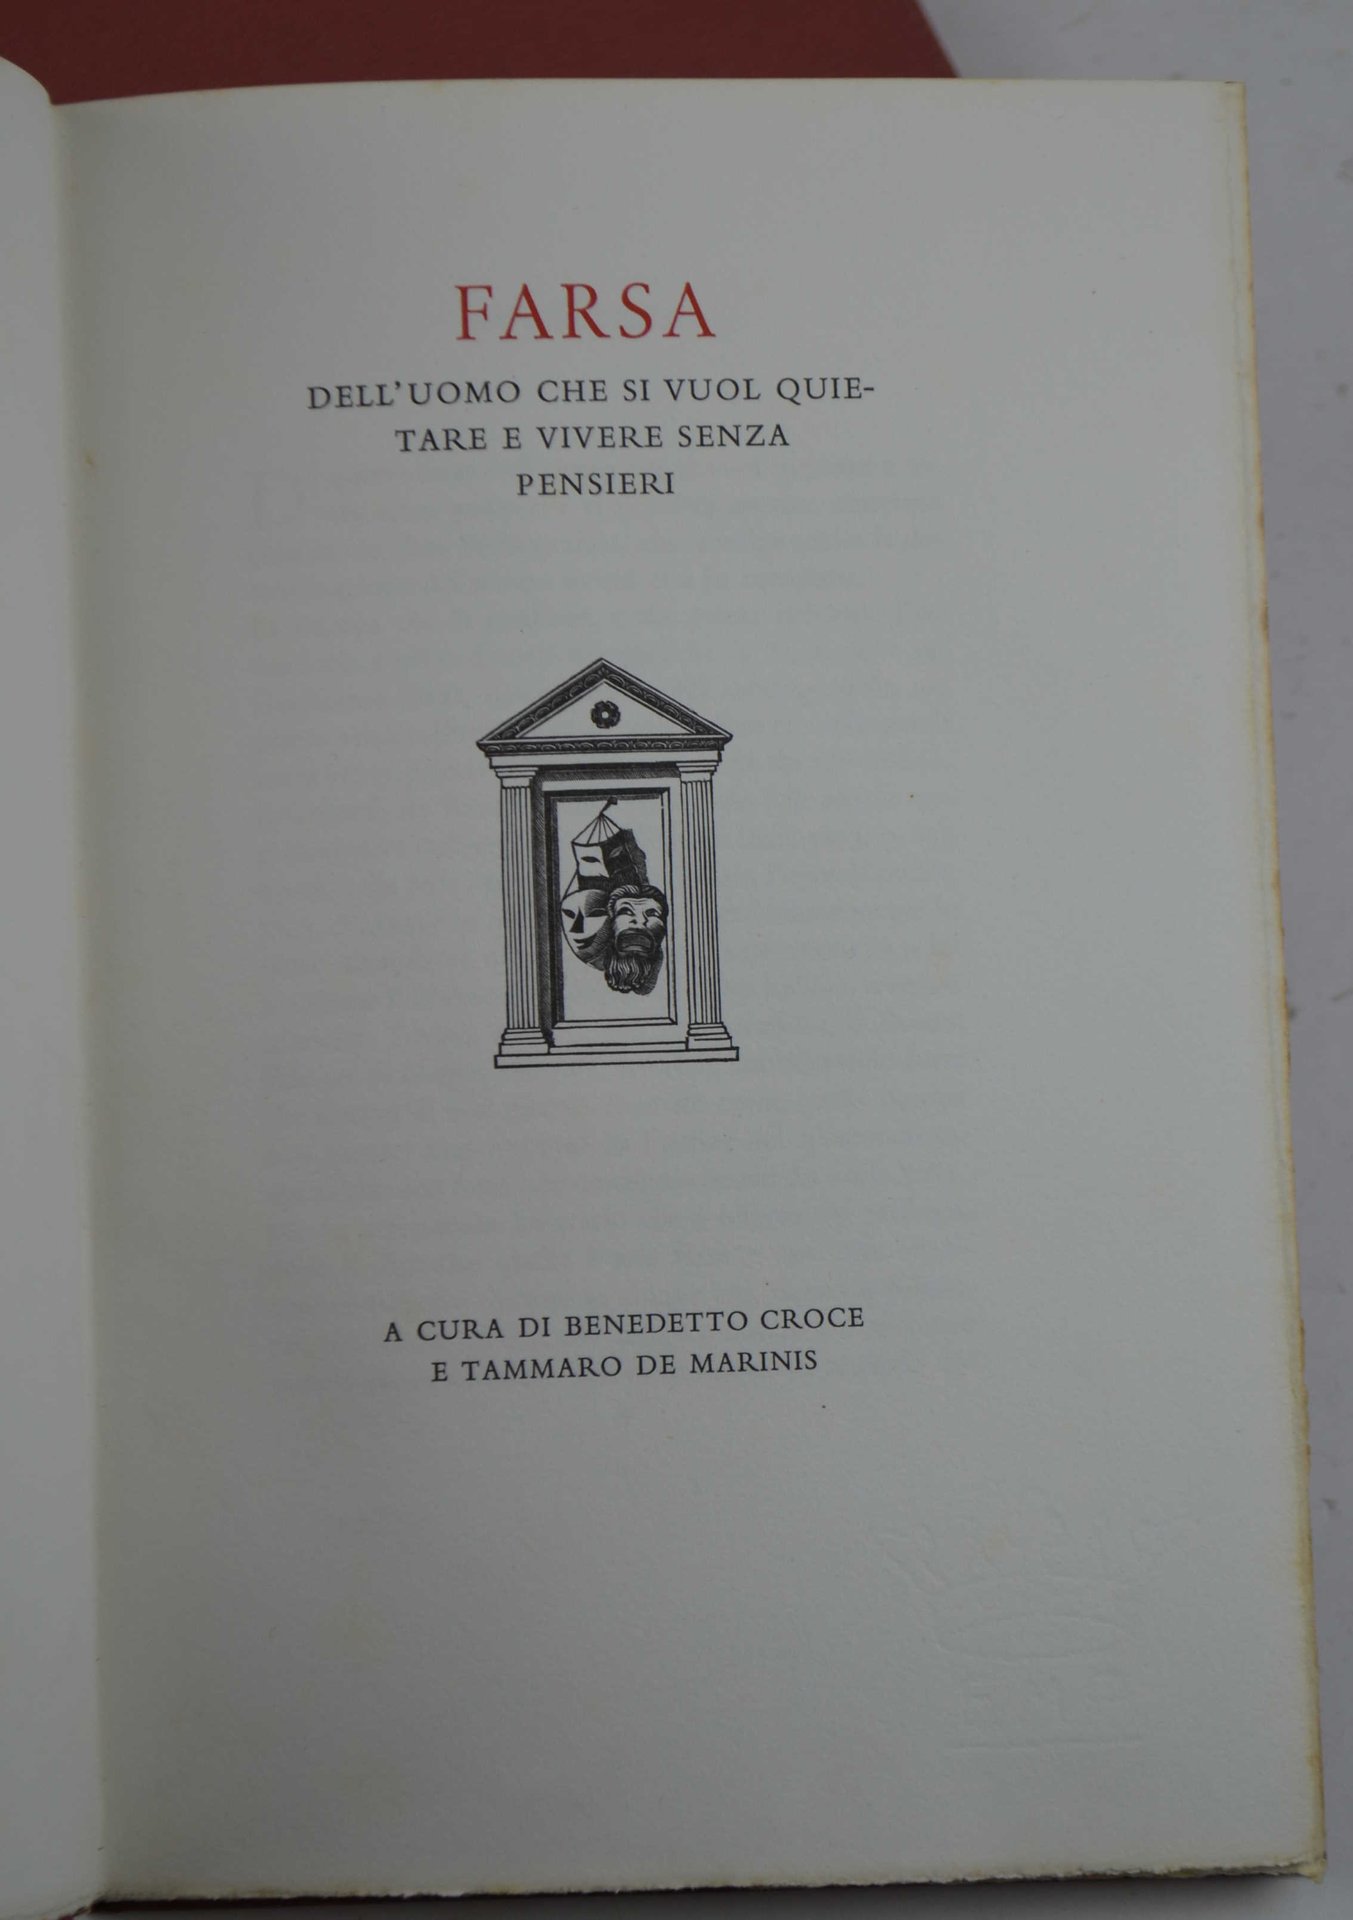 FARSA
DELL'UOMO CHE SI VUOL QUIE-
TARE E VIVERE SENZA
PENSIERI
A CURA DI BENEDETTO CROCE
E TAMMARO DE MARINIS